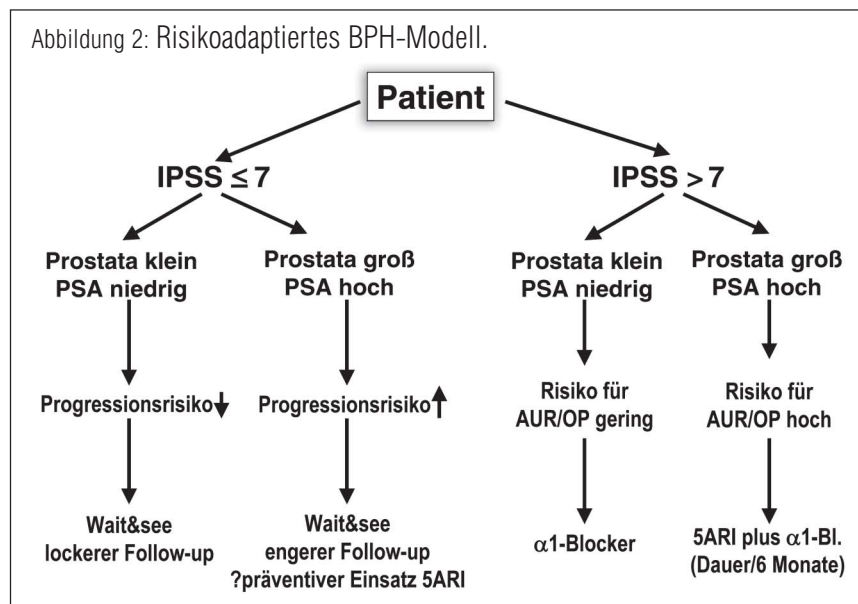 Abbildung 2: Risikoadaptiertes BPH-Modell.
Patient
IPSS ≤ 7
IPSS > 7
Prostata klein
PSA niedrig
Prostata groß
PSA hoch
Prostata klein
PSA niedrig
Prostata groß
PSA hoch
Progressionsrisiko↓
Progressionsrisiko↑
Risiko für
AUR/OP gering
Risiko für
AUR/OP hoch
Wait&see
lockerer Follow-up
Wait&see
engerer Follow-up
?präventiver Einsatz 5ARI
α1-Blocker
5ARI plus α1-Bl.
(Dauer/6 Monate)